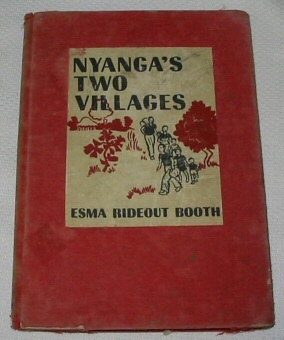 NYANGA'S
TWO
VILLAGES
ESMA RIDEOUT BOOTH